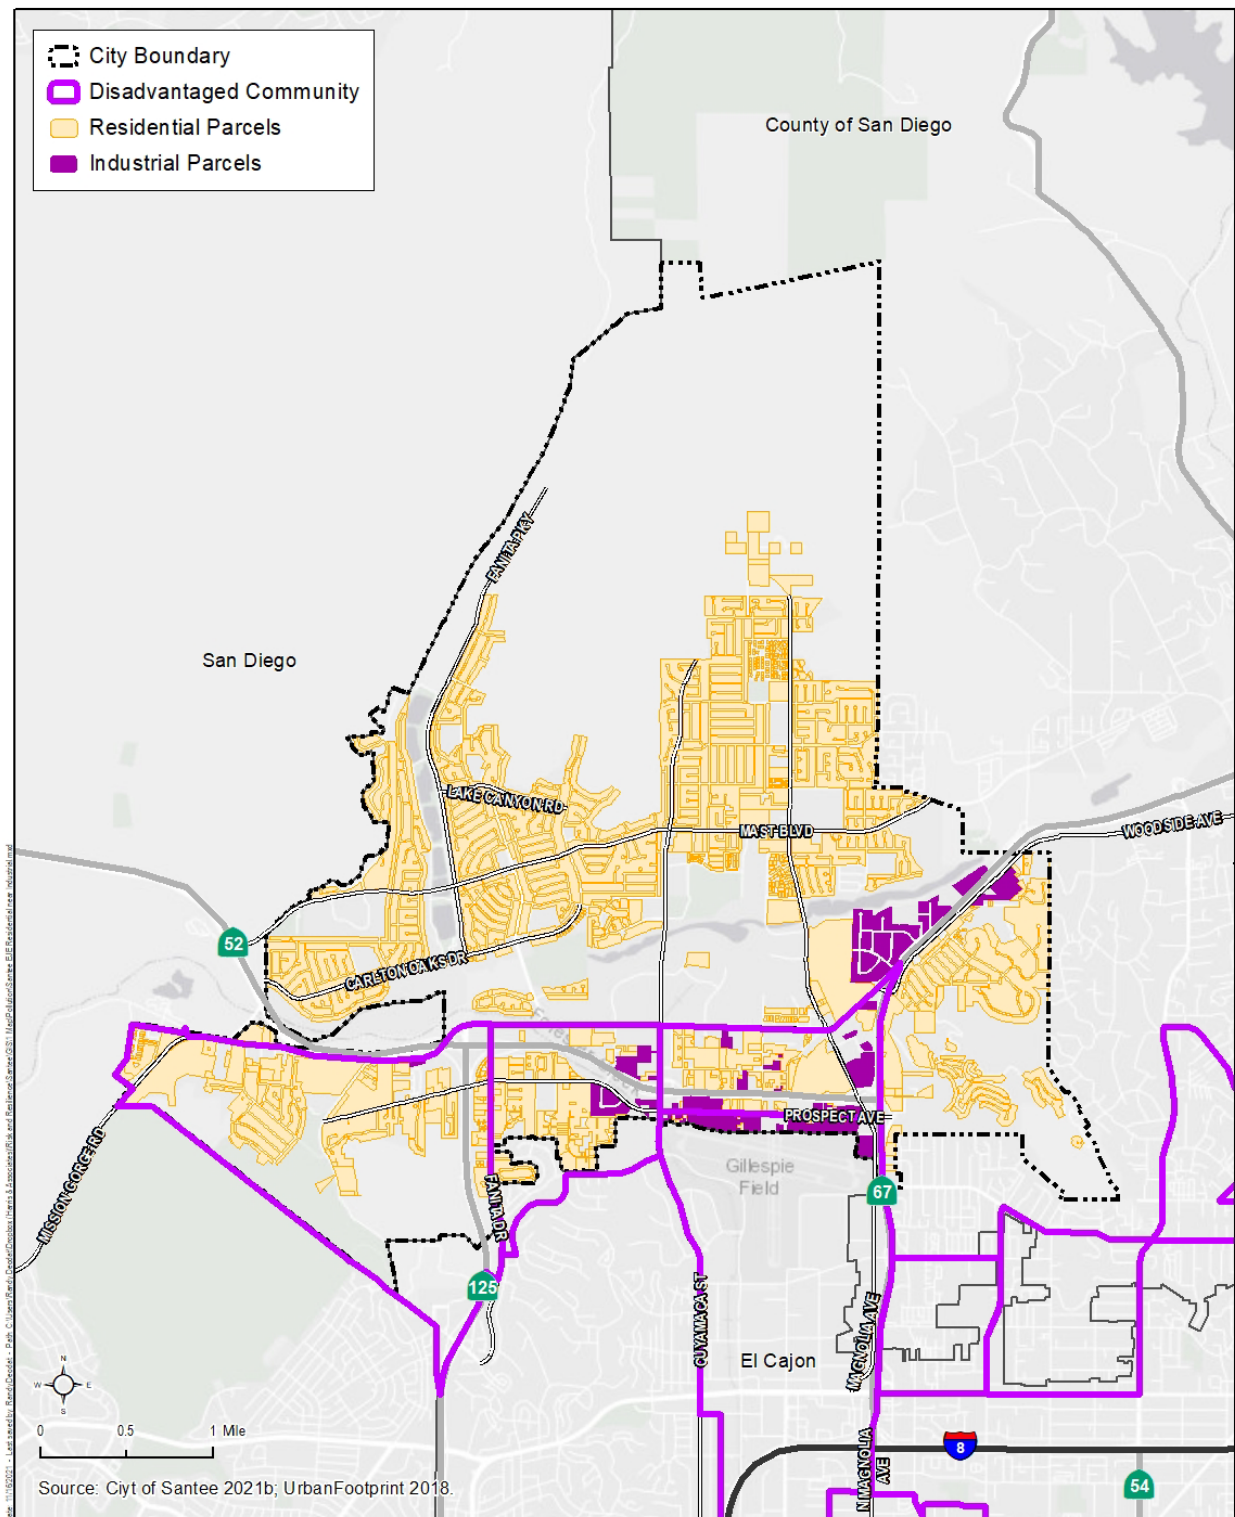 City Boundary
Disadvantaged Community
Residential Parcels
Industrial Parcels
County of San Diego
FANITA PKY
San Diego
LAKE CANYON RD
MAST BLVD
WOODSIDE AVE
52
CARLTON OAKS DR
PROSPECT AVE
Gillespie
Field
MISSION GORGE RD
FANITA DR
67
125
CUYAMACA ST
MAGNOLIA AVE
El Cajon
N
W
E
S
0
0.5
1 Mile
N MAGNOLIA
AVE
8
54
Source: Ciyt of Santee 2021b; UrbanFootprint 2018.